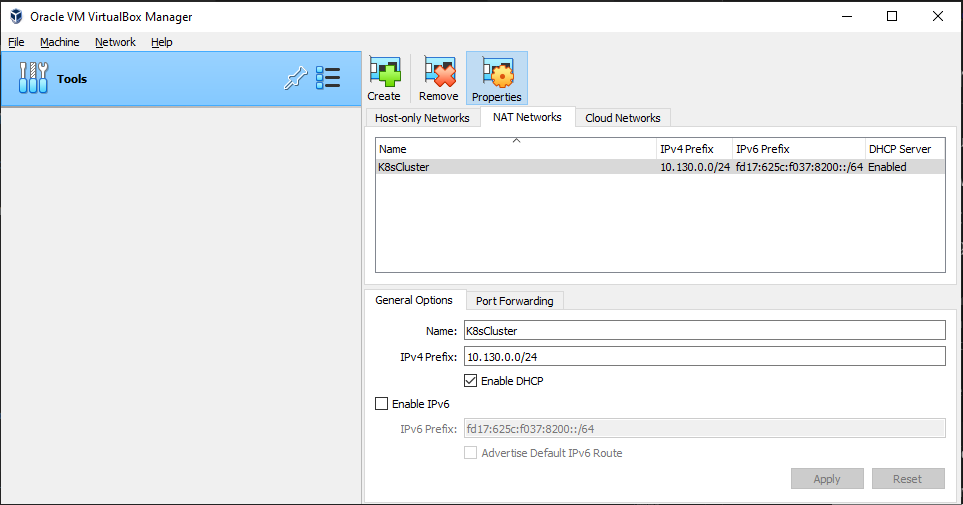 Oracle VM VirtualBox Manager
File Machine Network Help
Tools
Create Remove Properties
Host-only Networks NAT Networks Cloud Networks
Name IPv4 Prefix IPv6 Prefix DHCP Server
K8sCluster 10.130.0.0/24 fd17:625c:f037:8200::/64 Enabled
General Options Port Forwarding
Name: K8sCluster
IPv4 Prefix: 10.130.0.0/24
Enable DHCP
Enable IPv6
IPv6 Prefix: fd17:625c:f037:8200::/64
Advertise Default IPv6 Route
Apply Reset